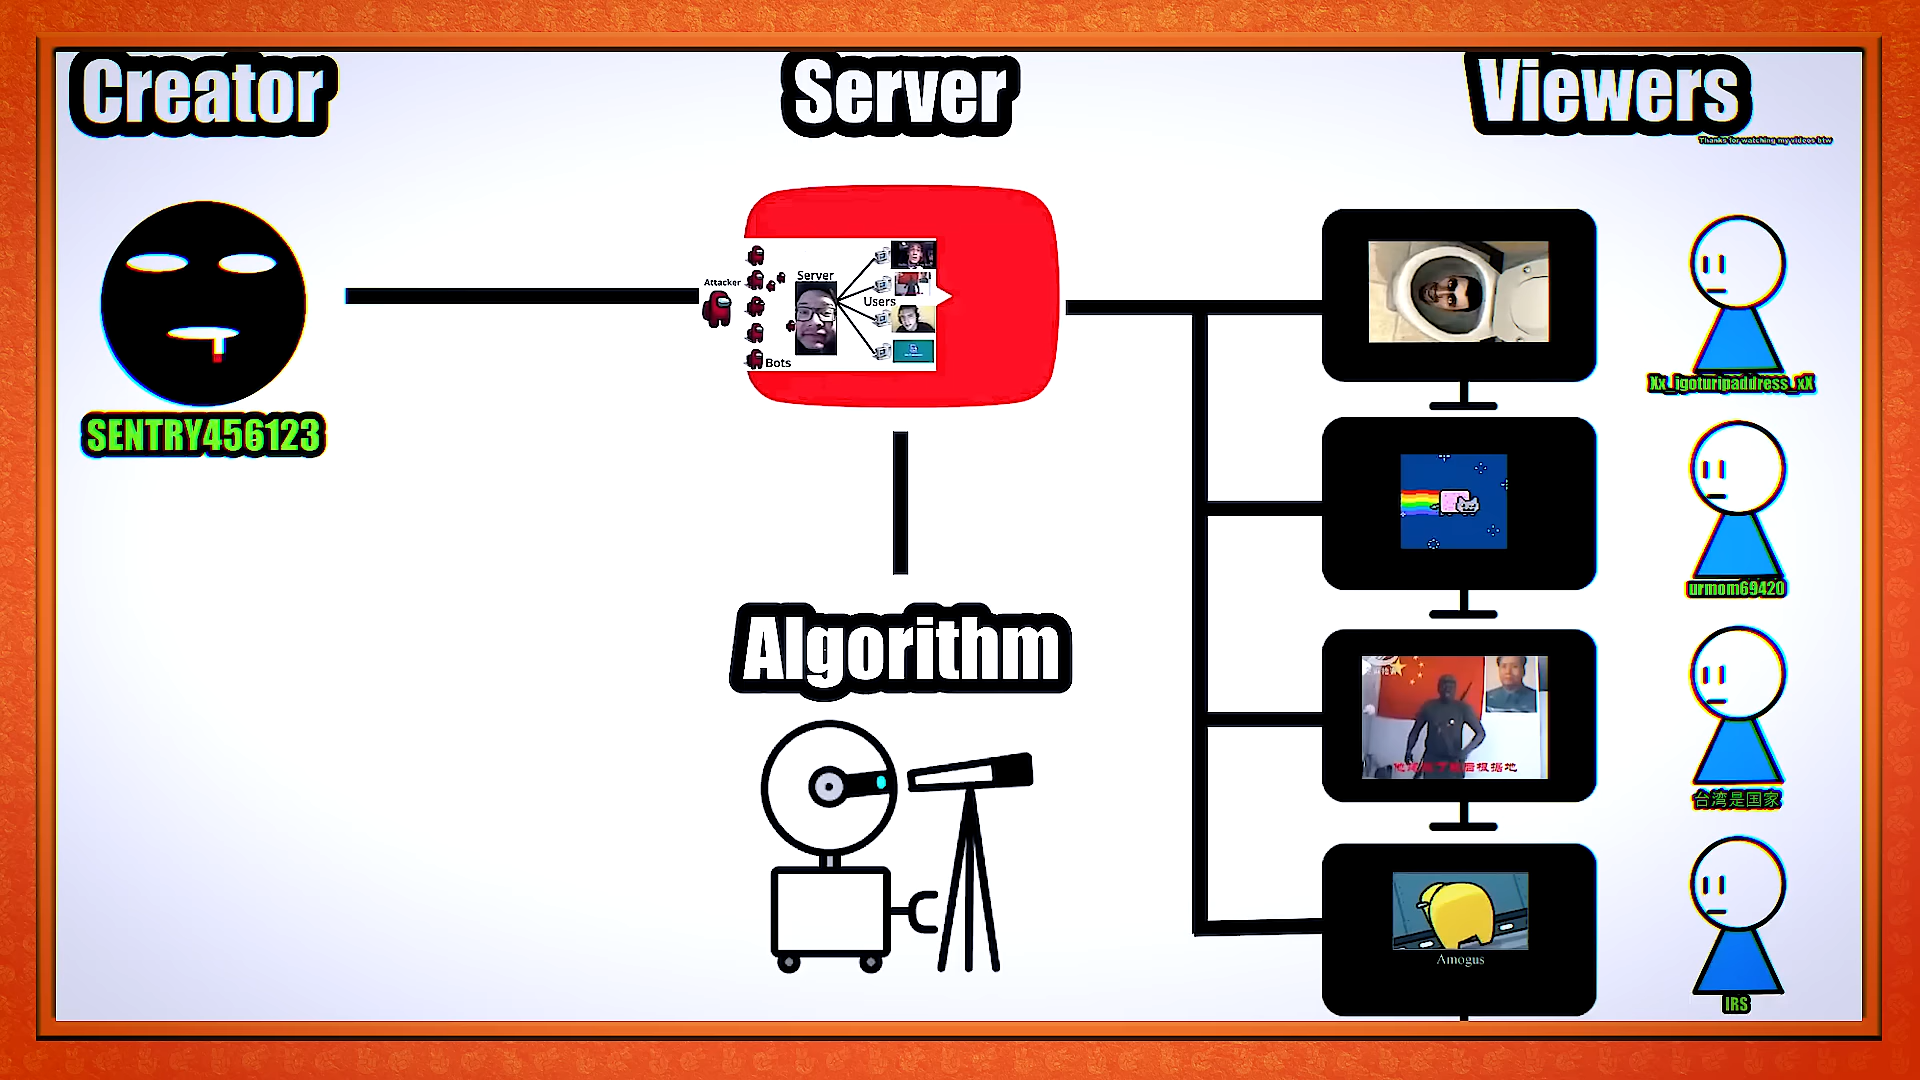 Creator
Server
Viewers
Thanks for watching my videos btw
Attacker
Server
Users
Bots
SENTRY456123
Xx_igoturipaddress_xX
urmom69420
Algorithm
台湾是国家
Amogus
IRS